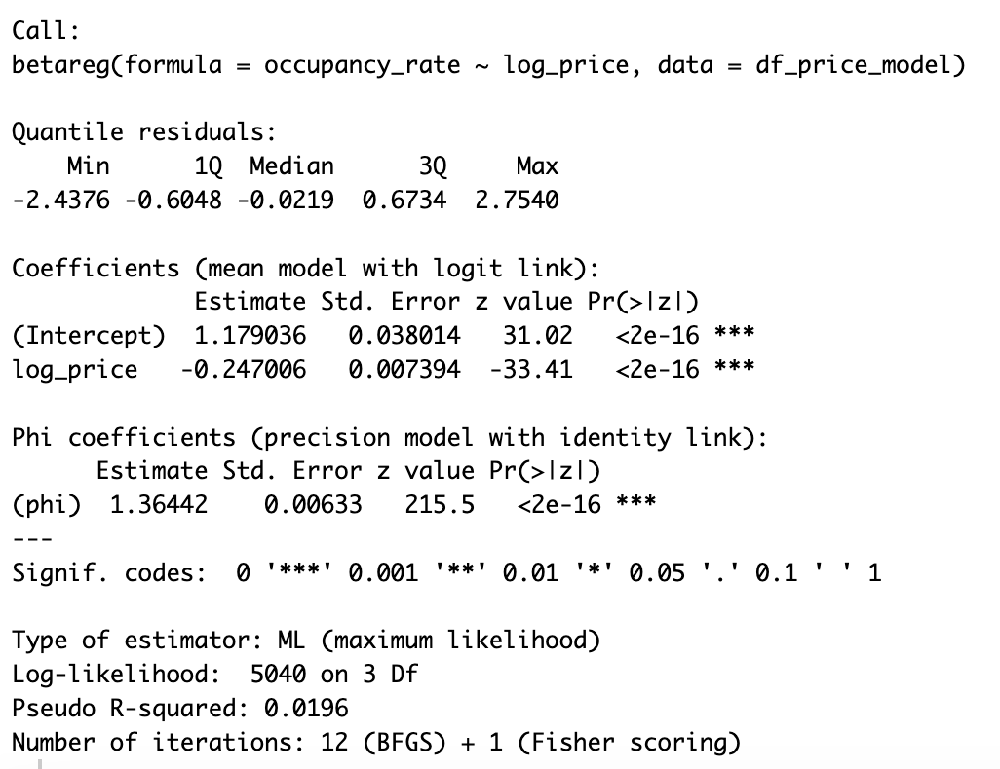 Call:
betareg(formula = occupancy_rate ~ log_price, data = df_price_model)

Quantile residuals:
    Min      1Q  Median      3Q     Max
-2.4376 -0.6048 -0.0219  0.6734  2.7540

Coefficients (mean model with logit link):
             Estimate Std. Error z value Pr(>|z|)
(Intercept)  1.179036   0.038014   31.02   <2e-16 ***
log_price   -0.247006   0.007394  -33.41   <2e-16 ***

Phi coefficients (precision model with identity link):
      Estimate Std. Error z value Pr(>|z|)
(phi)  1.36442    0.00633   215.5   <2e-16 ***
---
Signif. codes:  0 '***' 0.001 '**' 0.01 '*' 0.05 '.' 0.1 ' ' 1

Type of estimator: ML (maximum likelihood)
Log-likelihood:  5040 on 3 Df
Pseudo R-squared: 0.0196
Number of iterations: 12 (BFGS) + 1 (Fisher scoring)